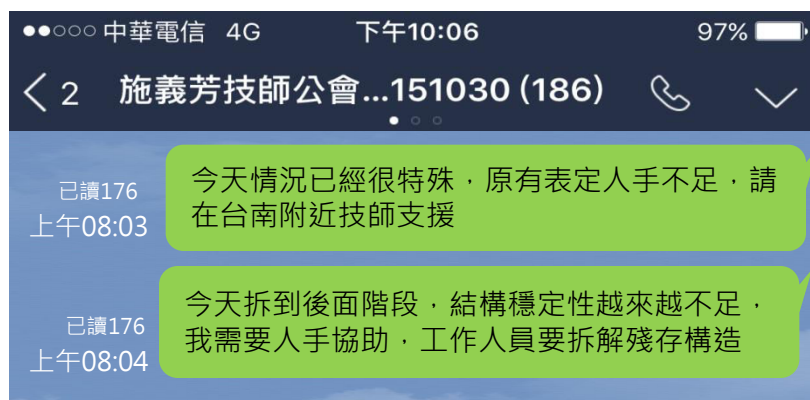 中華電信 4G 下午10:06 97%
2 施義芳技師公會...151030 (186)
今天情況已經很特殊，原有表定人手不足，請
在台南附近技師支援
已讀176
上午08:03
今天拆到後面階段，結構穩定性越來越不足，
我需要人手協助，工作人員要拆解殘存構造
已讀176
上午08:04